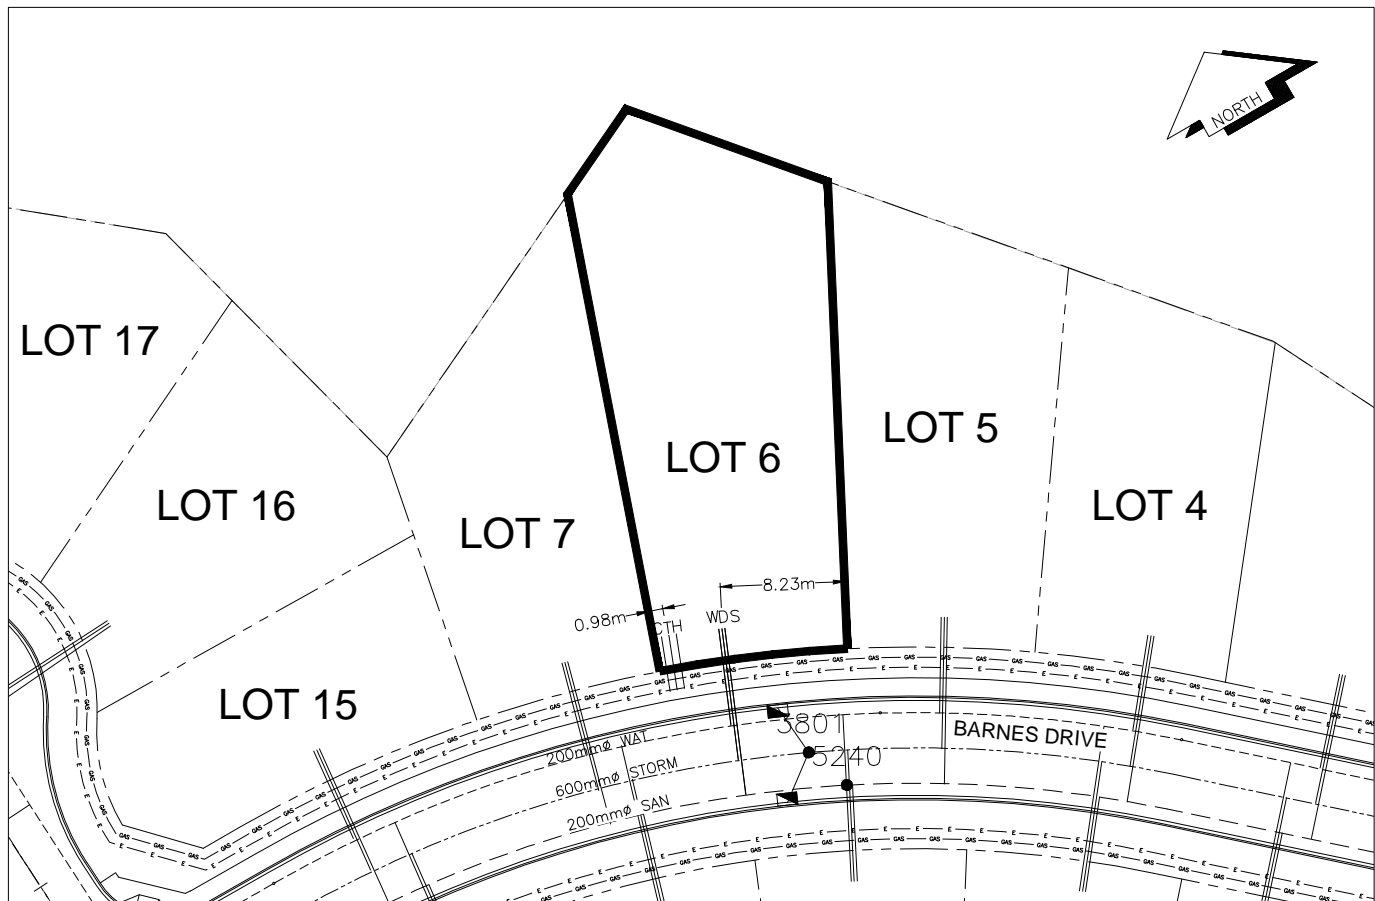 NORTH
LOT 17
LOT 5
LOT 6
LOT 16
LOT 4
LOT 7
8.23m
0.98m
CTH
WDS
LOT 15
3801
BARNES DRIVE
200mmø WAT
5240
600mmø STORM
200mmø SAN
GAS
E